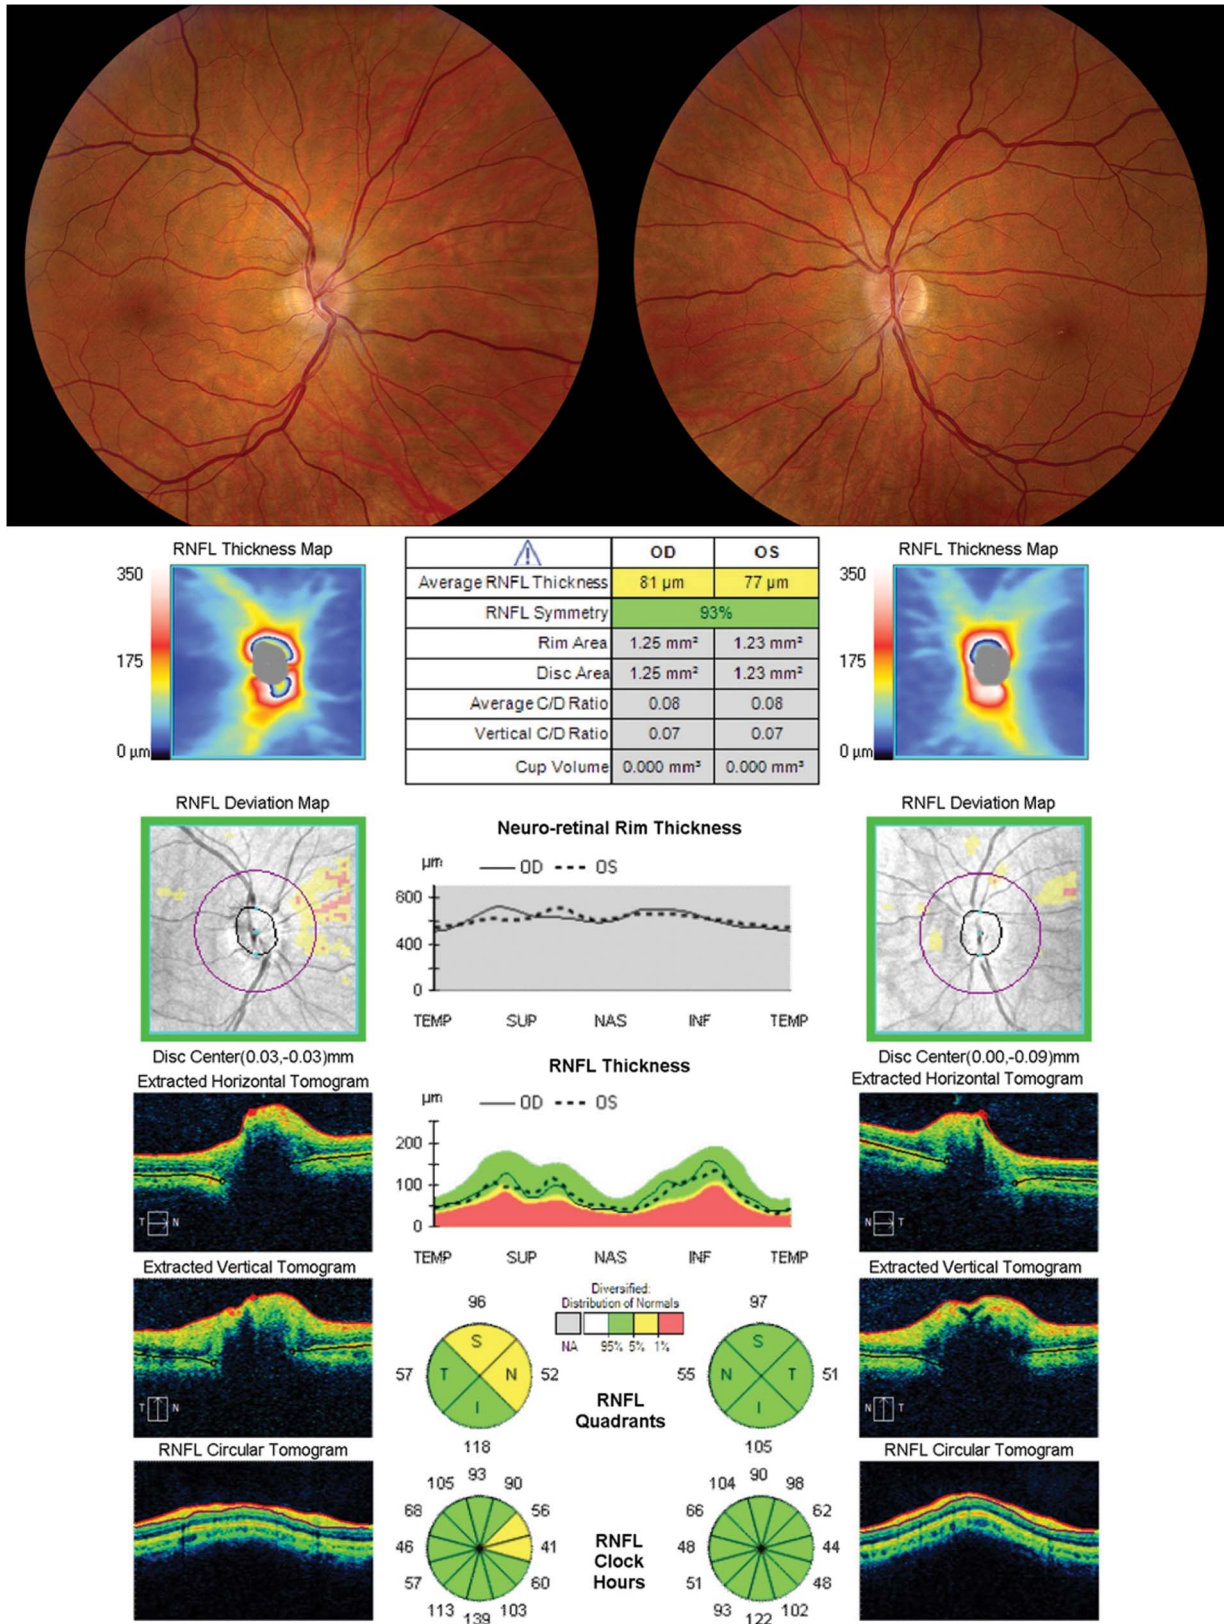 RNFL Thickness Map
350
175
0 µm
OD OS
Average RNFL Thickness 81 µm 77 µm
RNFL Symmetry 93%
Rim Area 1.25 mm² 1.23 mm²
Disc Area 1.25 mm² 1.23 mm²
Average C/D Ratio 0.08 0.08
Vertical C/D Ratio 0.07 0.07
Cup Volume 0.000 mm³ 0.000 mm³
RNFL Thickness Map
350
175
0 µm
RNFL Deviation Map
Disc Center(0.03,-0.03)mm
Neuro-retinal Rim Thickness
µm
OD OS
800
400
0
TEMP SUP NAS INF TEMP
RNFL Deviation Map
Disc Center(0.00,-0.09)mm
Extracted Horizontal Tomogram
T N
RNFL Thickness
µm
OD OS
200
100
0
TEMP SUP NAS INF TEMP
Extracted Horizontal Tomogram
N T
Extracted Vertical Tomogram
T N
96
S
57 T N 52
I
118
Diversified:
Distribution of Normals
NA 95% 5% 1%
RNFL
Quadrants
97
S
55 N T 51
I
105
Extracted Vertical Tomogram
N T
RNFL Circular Tomogram
93
105 90
68 56
46 41
57 60
113 103
139
RNFL
Clock
Hours
90
104 98
66 62
48 44
51 48
93 102
122
RNFL Circular Tomogram